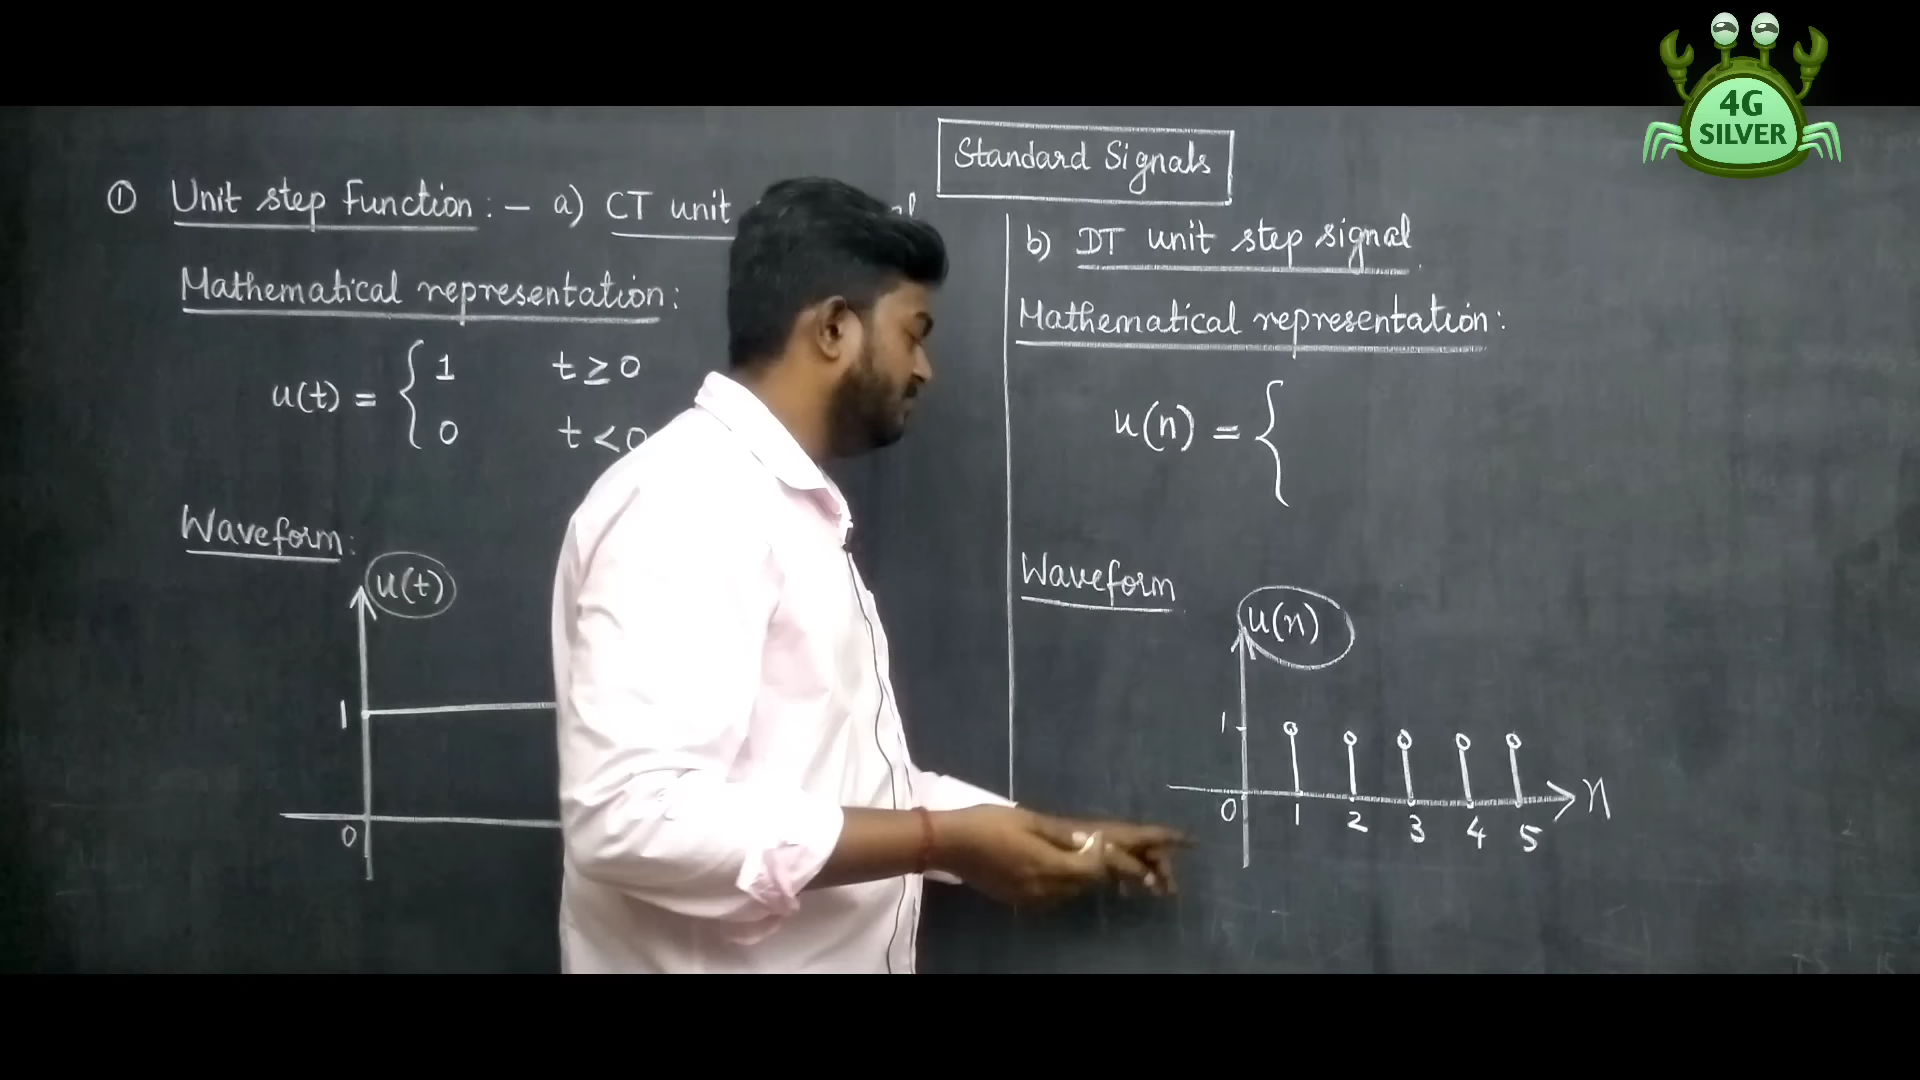 4G
SILVER
Standard Signals
① Unit step Function : – a) CT unit
Mathematical representation :
u(t) = { 1 t ≥ 0
0 t < 0
Waveform :
u(t)
1
0
b) DT unit step signal
Mathematical representation :
u(n) = {
Waveform
u(n)
1
0 1 2 3 4 5 n